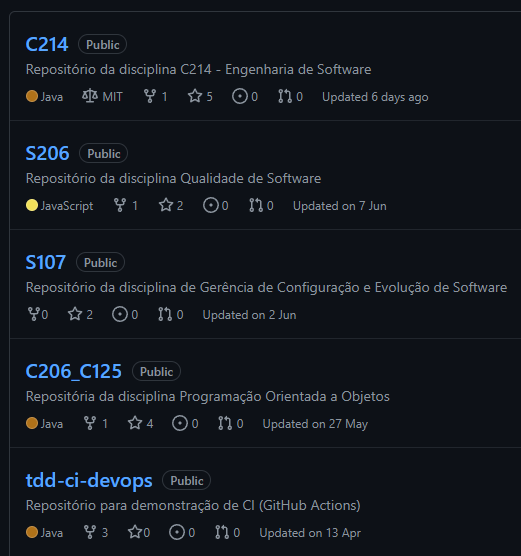 C214 Public
Repositório da disciplina C214 - Engenharia de Software
Java MIT 1 5 0 0 Updated 6 days ago
S206 Public
Repositório da disciplina Qualidade de Software
JavaScript 1 2 0 0 Updated on 7 Jun
S107 Public
Repositório da disciplina de Gerência de Configuração e Evolução de Software
0 2 0 0 Updated on 2 Jun
C206_C125 Public
Repositória da disciplina Programação Orientada a Objetos
Java 1 4 0 0 Updated on 27 May
tdd-ci-devops Public
Repositório para demonstração de CI (GitHub Actions)
Java 3 0 0 0 Updated on 13 Apr